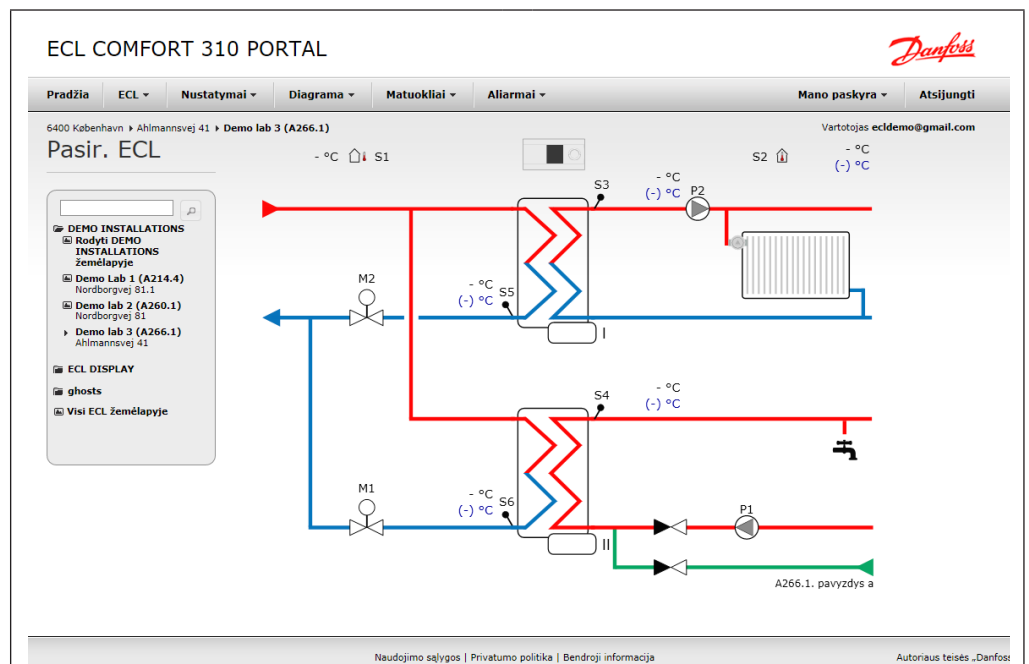 ECL COMFORT 310 PORTAL
Danfoss
Pradžia ECL Nustatymai Diagrama Matuokliai Aliarmai Mano paskyra Atsijungti
6400 København Ahlmannsvej 41 Demo lab 3 (A266.1)
Vartotojas ecldemo@gmail.com
Pasir. ECL
- °C S1
S2 - °C
(-) °C
S3 - °C
(-) °C P2
DEMO INSTALLATIONS
Rodyti DEMO
INSTALLATIONS
žemėlapyje
Demo Lab 1 (A214.4)
Nordborgvej 81.1
Demo lab 2 (A260.1)
Nordborgvej 81
Demo lab 3 (A266.1)
Ahlmannsvej 41
ECL DISPLAY
ghosts
Visi ECL žemėlapyje
M2
- °C
(-) °C S5
I
S4 - °C
(-) °C
M1
- °C S6
(-) °C
P1
II
A266.1. pavyzdys a
Naudojimo sąlygos | Privatumo politika | Bendroji informacija
Autoriaus teisės „Danfoss